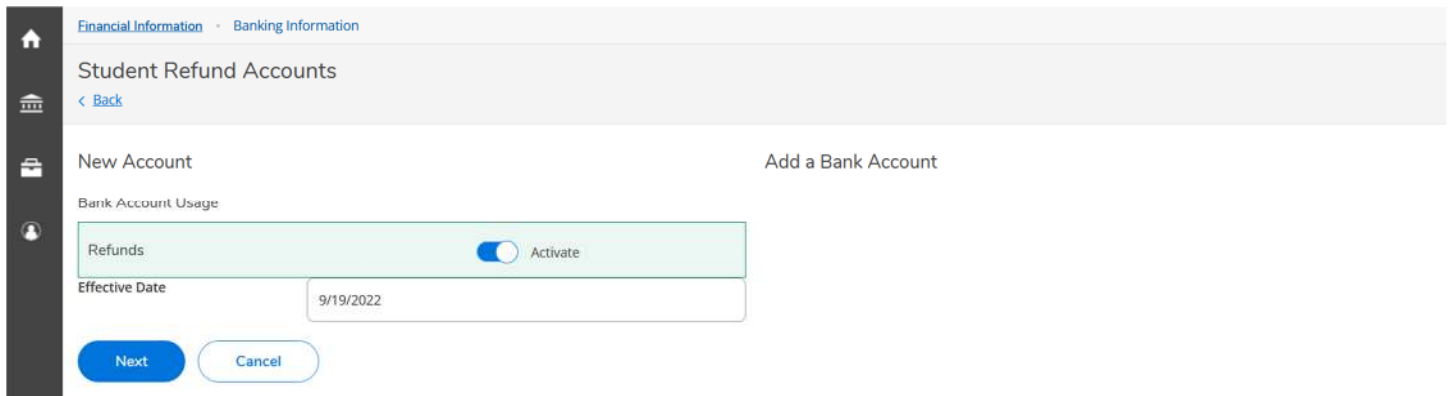 Financial Information • Banking Information
Student Refund Accounts
< Back
New Account
Add a Bank Account
Bank Account Usage
Refunds
Activate
Effective Date
9/19/2022
Next
Cancel